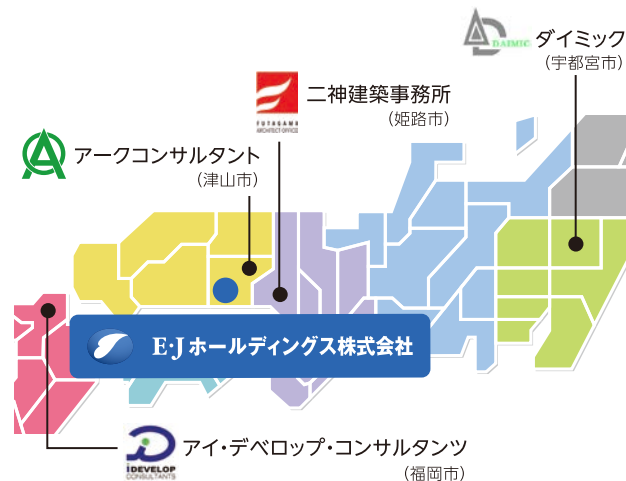 DAIMIC
ダイミック
(宇都宮市)
二神建築事務所
(姫路市)
FUTAGAMI
ARCHITECT OFFICE
アークコンサルタント
(津山市)
E・Jホールディングス株式会社
アイ・デベロップ・コンサルタンツ
(福岡市)
iDEVELOP
CONSULTANTS